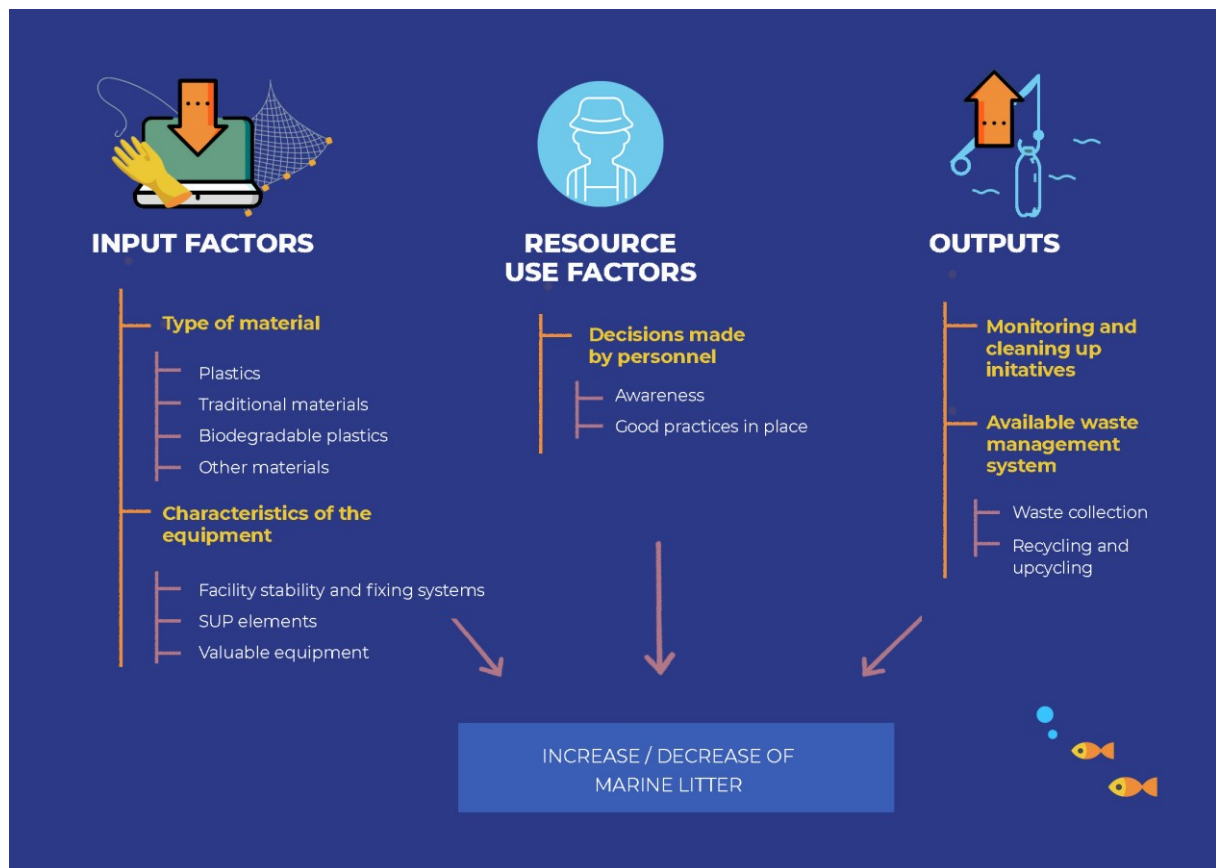 INPUT FACTORS
Type of material
Plastics
Traditional materials
Biodegradable plastics
Other materials
Characteristics of the
equipment
Facility stability and fixing systems
SUP elements
Valuable equipment
RESOURCE
USE FACTORS
Decisions made
by personnel
Awareness
Good practices in place
OUTPUTS
Monitoring and
cleaning up
initatives
Available waste
management
system
Waste collection
Recycling and
upcycling
INCREASE / DECREASE OF
MARINE LITTER